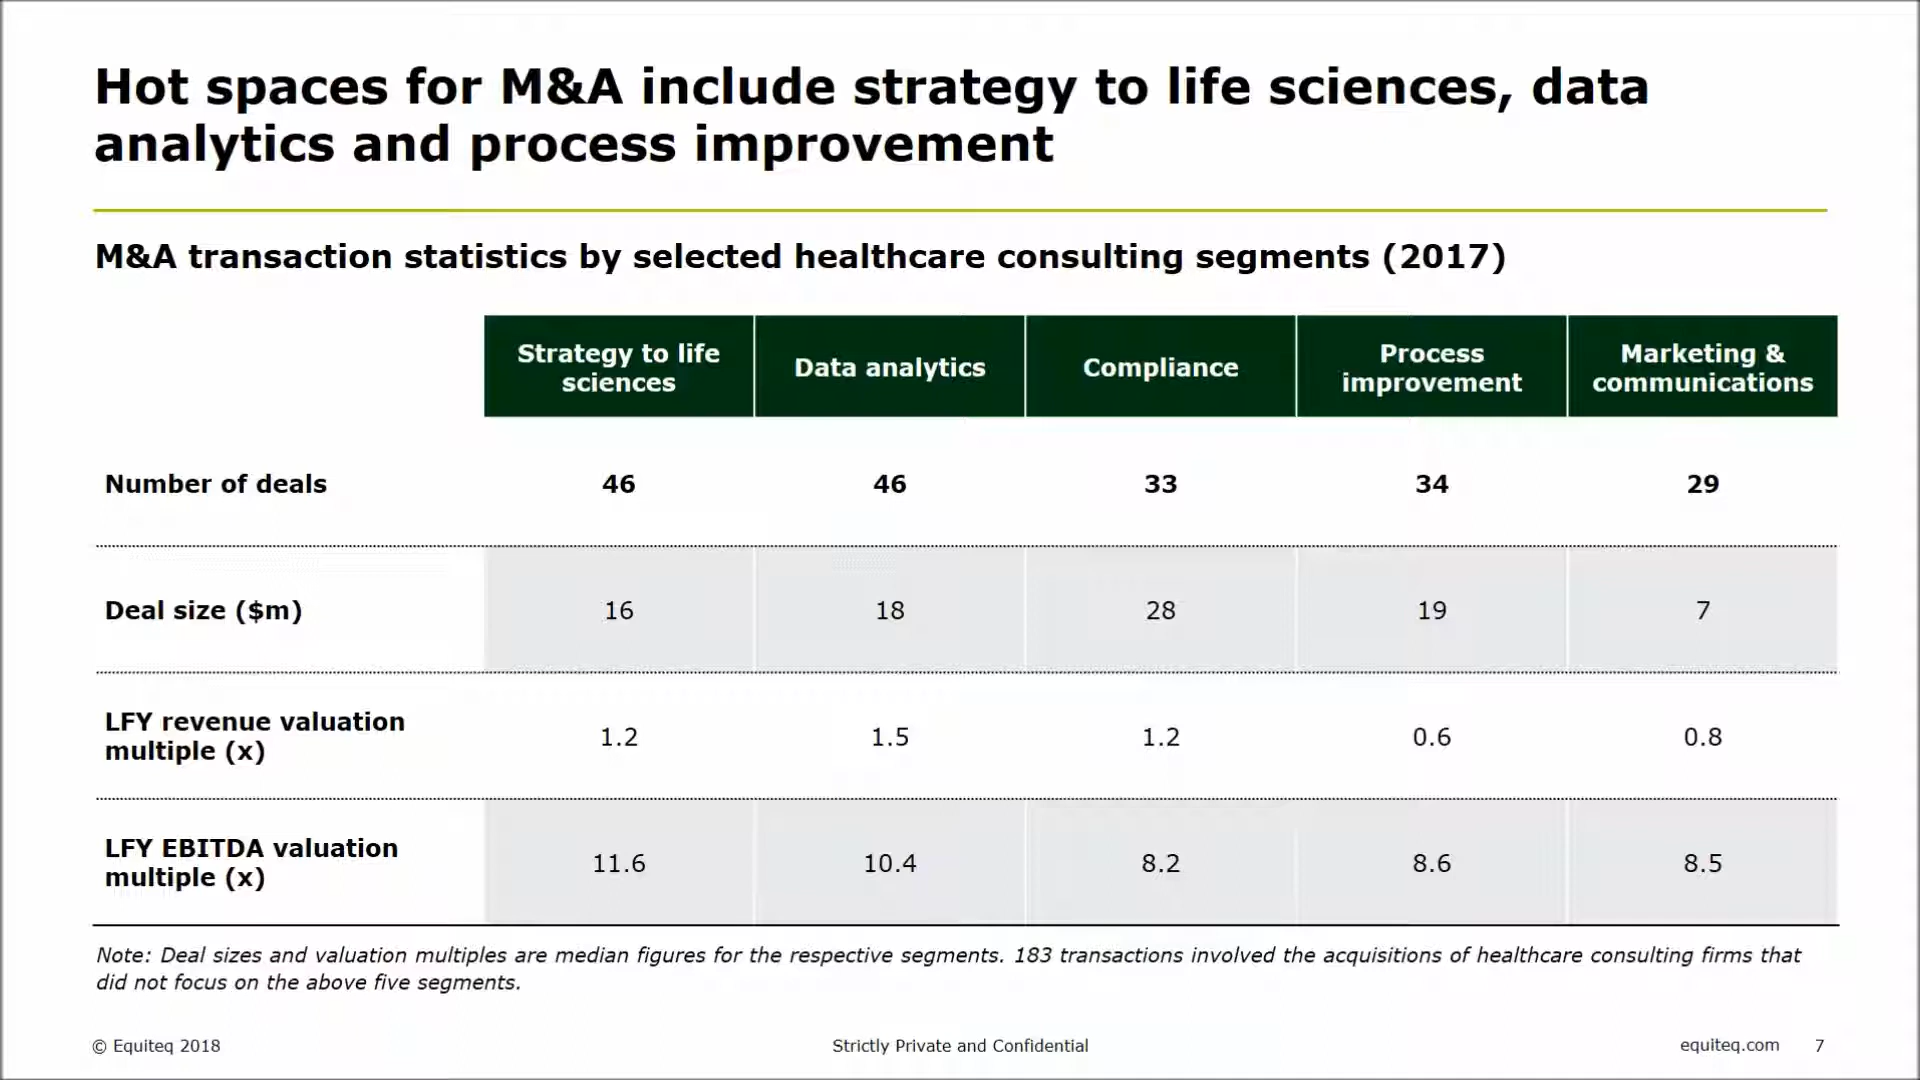 Hot spaces for M&A include strategy to life sciences, data
analytics and process improvement
M&A transaction statistics by selected healthcare consulting segments (2017)
Strategy to life
sciences
Data analytics
Compliance
Process
improvement
Marketing &
communications
Number of deals
46
46
33
34
29
Deal size ($m)
16
18
28
19
7
LFY revenue valuation
multiple (x)
1.2
1.5
1.2
0.6
0.8
LFY EBITDA valuation
multiple (x)
11.6
10.4
8.2
8.6
8.5
Note: Deal sizes and valuation multiples are median figures for the respective segments. 183 transactions involved the acquisitions of healthcare consulting firms that
did not focus on the above five segments.
© Equiteq 2018
Strictly Private and Confidential
equiteq.com 7